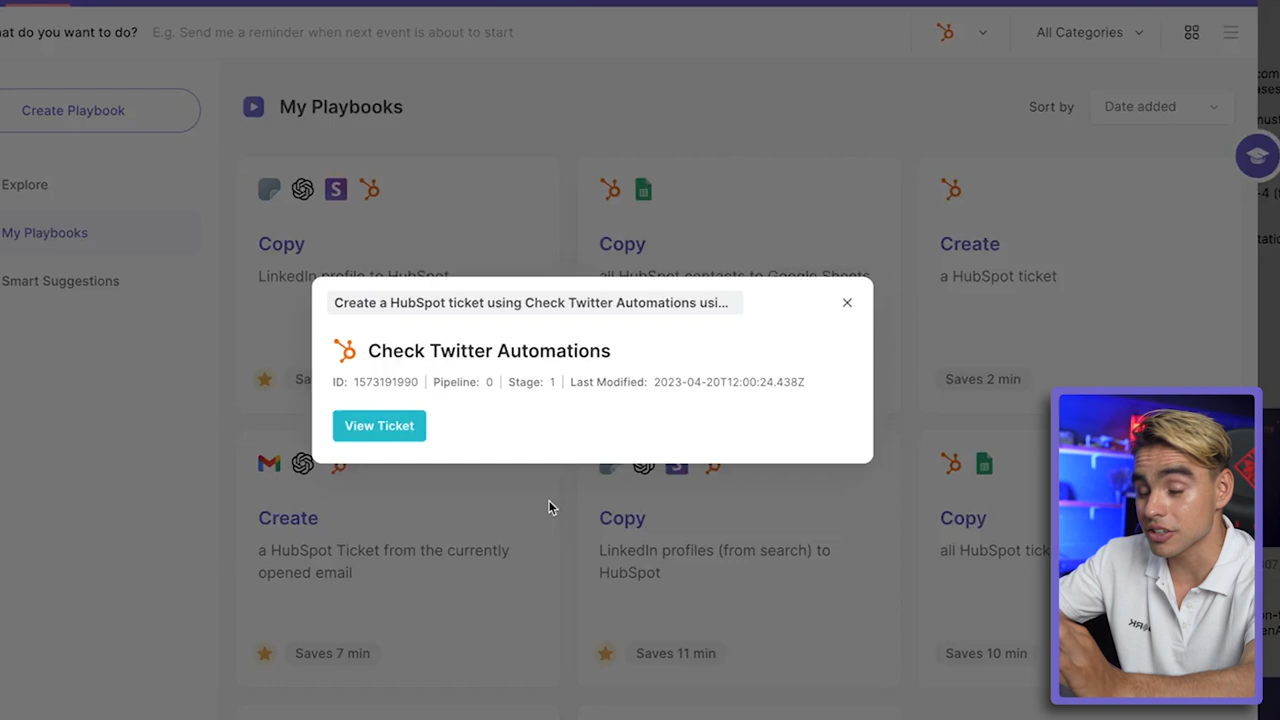 at do you want to do?
E.g. Send me a reminder when next event is about to start
All Categories
Create Playbook
My Playbooks
Sort by
Date added
Explore
My Playbooks
Smart Suggestions
Copy
LinkedIn profile to HubSpot
Copy
all HubSpot contacts to Google Sheets
Create
a HubSpot ticket
Saves 2 min
Create a HubSpot ticket using Check Twitter Automations usi...
Check Twitter Automations
ID: 1573191990
Pipeline: 0
Stage: 1
Last Modified: 2023-04-20T12:00:24.438Z
View Ticket
Sa
Create
a HubSpot Ticket from the currently
opened email
Saves 7 min
Copy
LinkedIn profiles (from search) to
HubSpot
Saves 11 min
Copy
all HubSpot tick
Saves 10 min